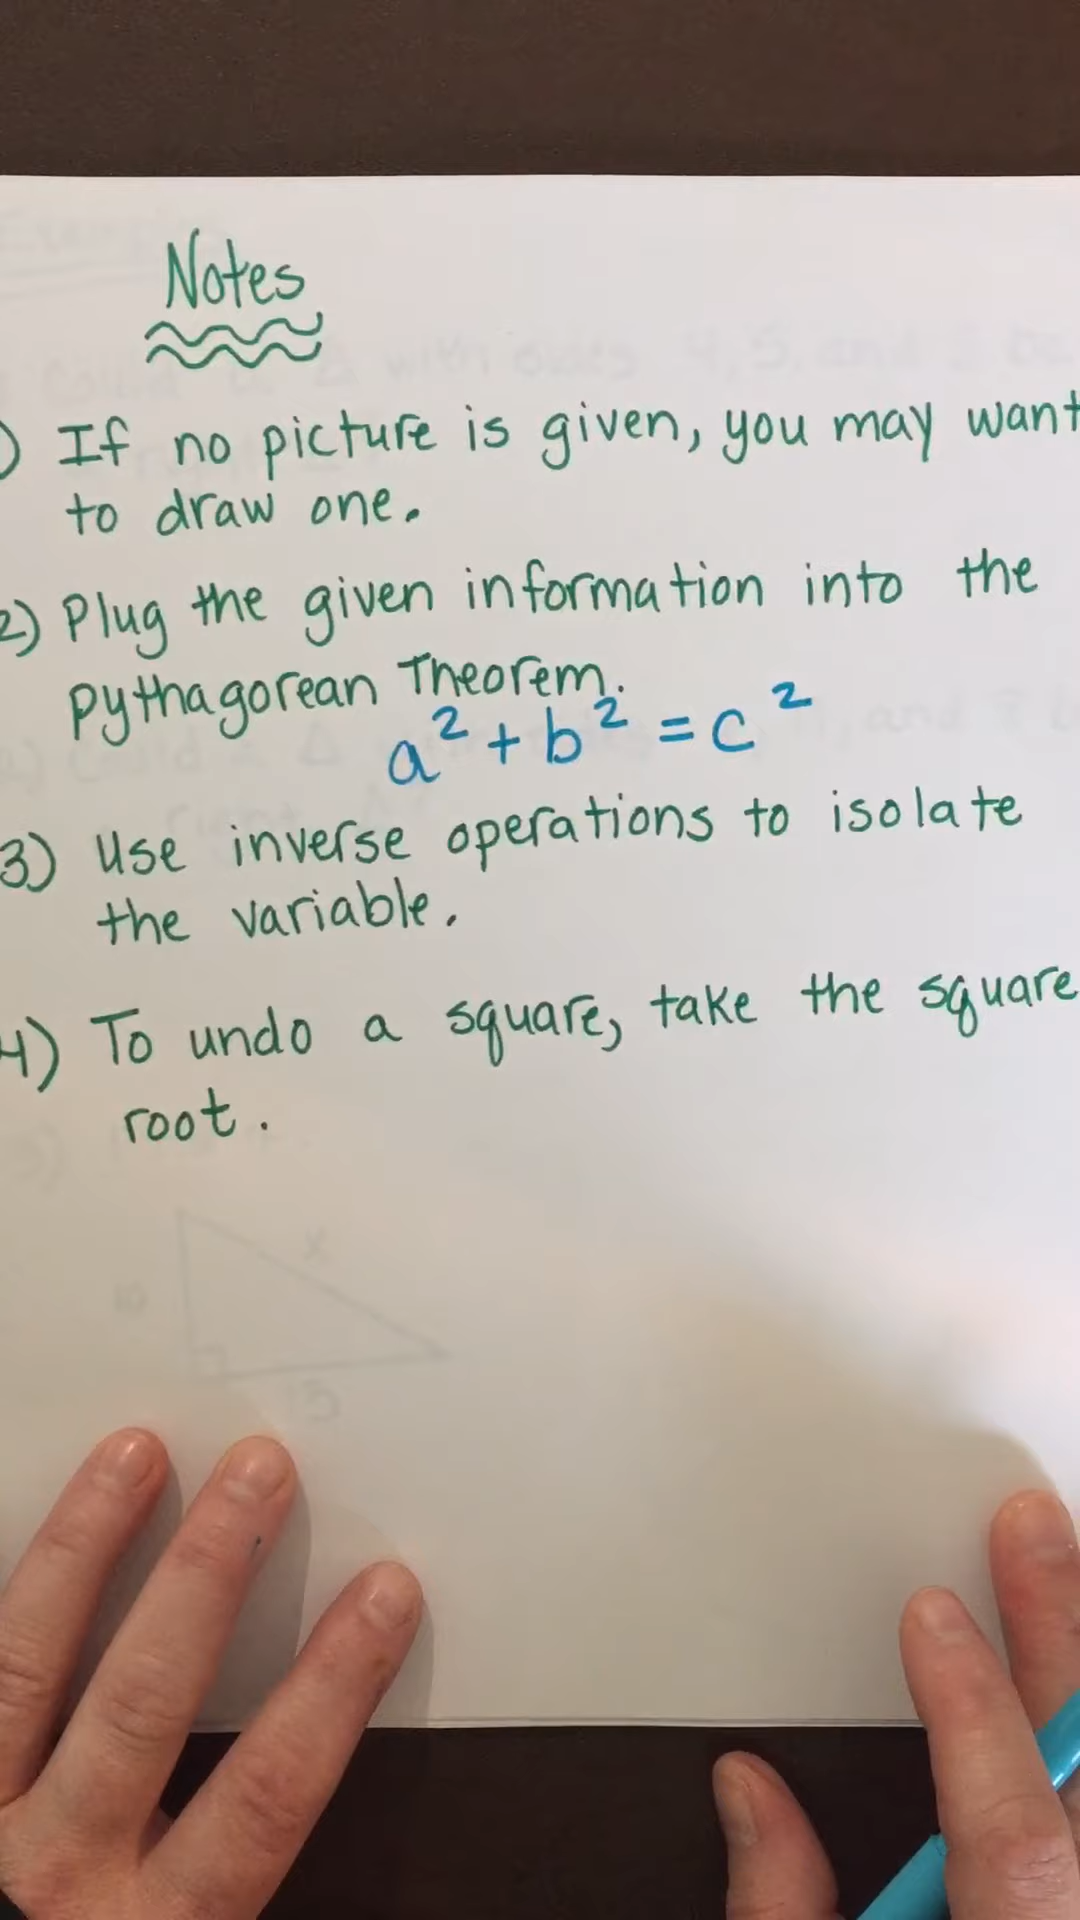 Notes
) If no picture is given, you may want
to draw one.
2) Plug the given information into the
Pythagorean Theorem.
a² + b² = c²
3) Use inverse operations to isolate
the variable.
4) To undo a square, take the square
root.
x